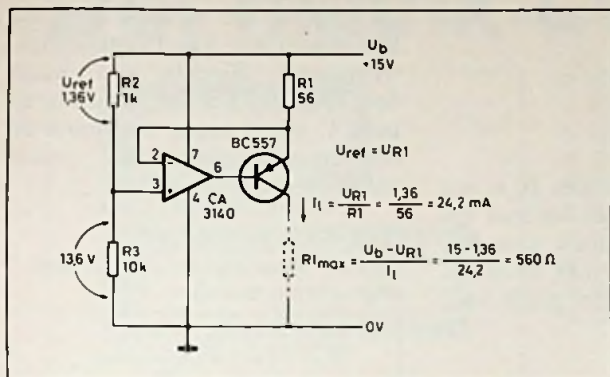 Ub
+15V
Uref
1,36V
R2
1k
R1
56
BC557
2
7
6
3
4
CA
3140
Uref = UR1
Il = UR1 / R1 = 1,36 / 56 = 24,2 mA
13,6 V
R3
10k
Rlmax = Ub - UR1 / Il = 15 - 1,36 / 24,2 = 560 Ω
0V